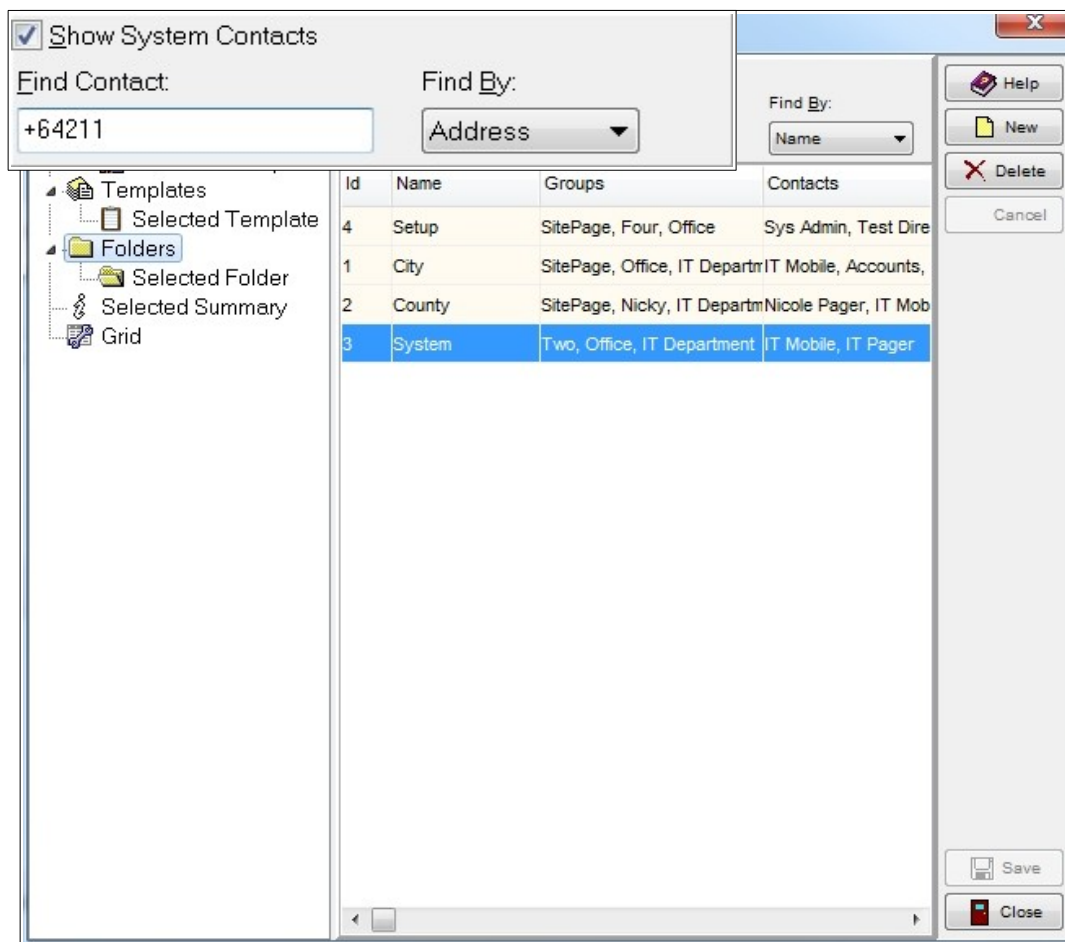 Show System Contacts
Find Contact: Find By:
+64211 Address
X
Find By:
Name
Help
New
Delete
Cancel
Templates
Selected Template
Folders
Selected Folder
Selected Summary
Grid
Id Name Groups Contacts
4 Setup SitePage, Four, Office Sys Admin, Test Dire
1 City SitePage, Office, IT Departm IT Mobile, Accounts,
2 County SitePage, Nicky, IT Departm Nicole Pager, IT Mob
3 System Two, Office, IT Department IT Mobile, IT Pager
Save
Close